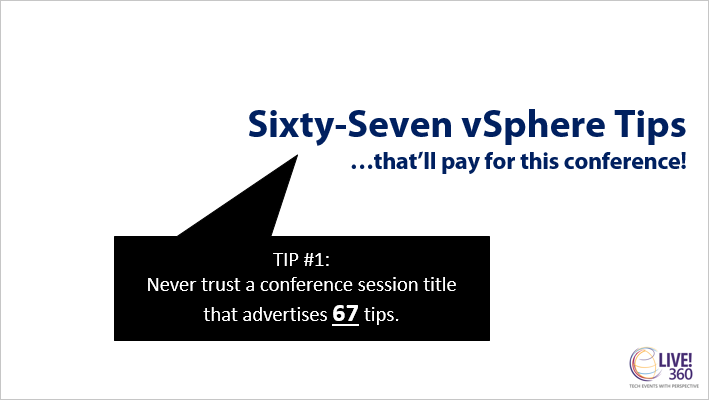 Sixty-Seven vSphere Tips
…that’ll pay for this conference!
TIP #1:
Never trust a conference session title
that advertises 67 tips.
LIVE!
360
TECH EVENTS WITH PERSPECTIVE